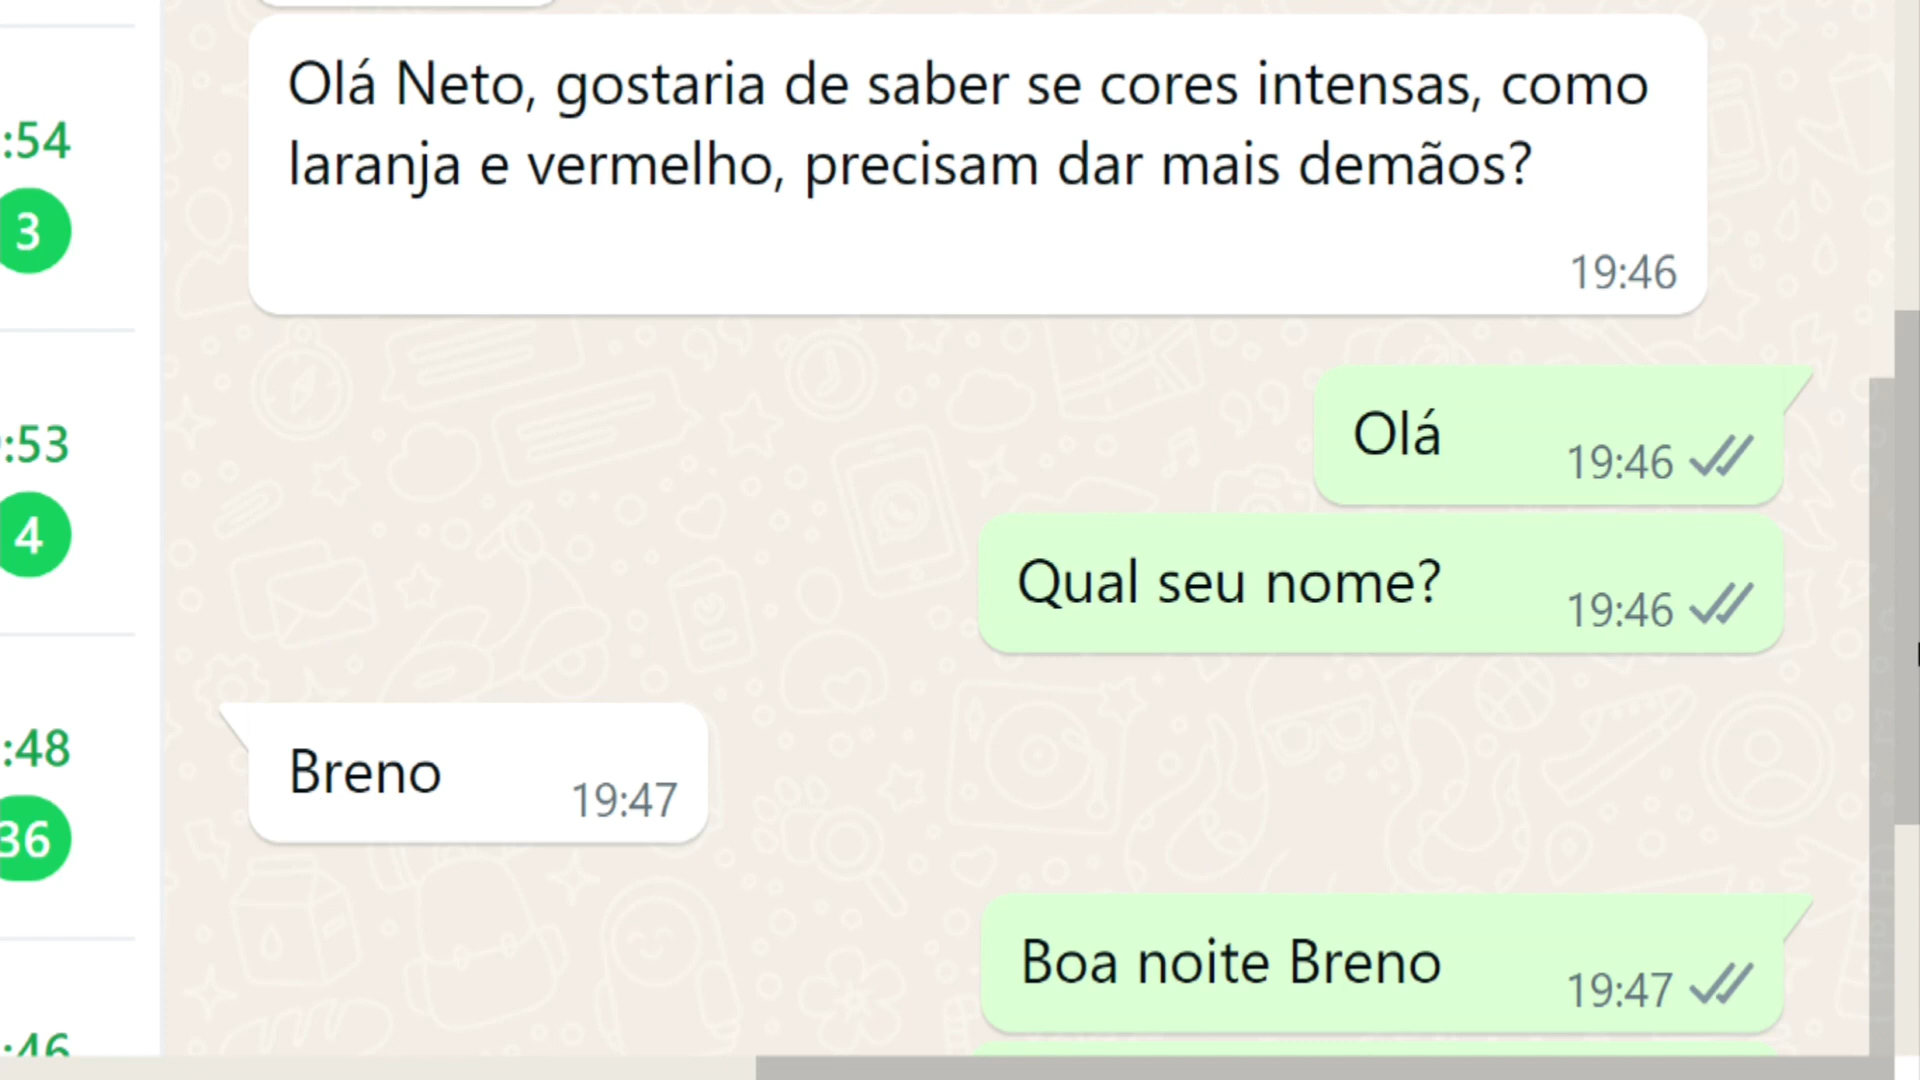 Olá Neto, gostaria de saber se cores intensas, como
laranja e vermelho, precisam dar mais demãos?
19:46
:54
3
Olá 19:46
:53
4
Qual seu nome? 19:46
:48
36
Breno 19:47
Boa noite Breno 19:47
:46